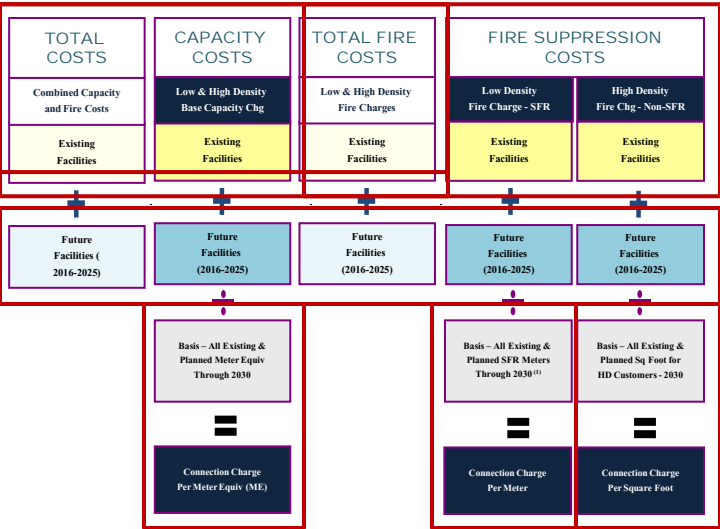 TOTAL
COSTS
CAPACITY
COSTS
TOTAL FIRE
COSTS
FIRE SUPPRESSION
COSTS
Combined Capacity
and Fire Costs
Low & High Density
Base Capacity Chg
Low & High Density
Fire Charges
Low Density
Fire Charge - SFR
High Density
Fire Chg - Non-SFR
Existing
Facilities
Existing
Facilities
Existing
Facilities
Existing
Facilities
Existing
Facilities
Future
Facilities (
2016-2025)
Future
Facilities
(2016-2025)
Future
Facilities
(2016-2025)
Future
Facilities
(2016-2025)
Future
Facilities
(2016-2025)
Basis – All Existing &
Planned Meter Equiv
Through 2030
Basis – All Existing &
Planned SFR Meters
Through 2030 (1)
Basis – All Existing &
Planned Sq Foot for
HD Customers - 2030
Connection Charge
Per Meter Equiv (ME)
Connection Charge
Per Meter
Connection Charge
Per Square Foot